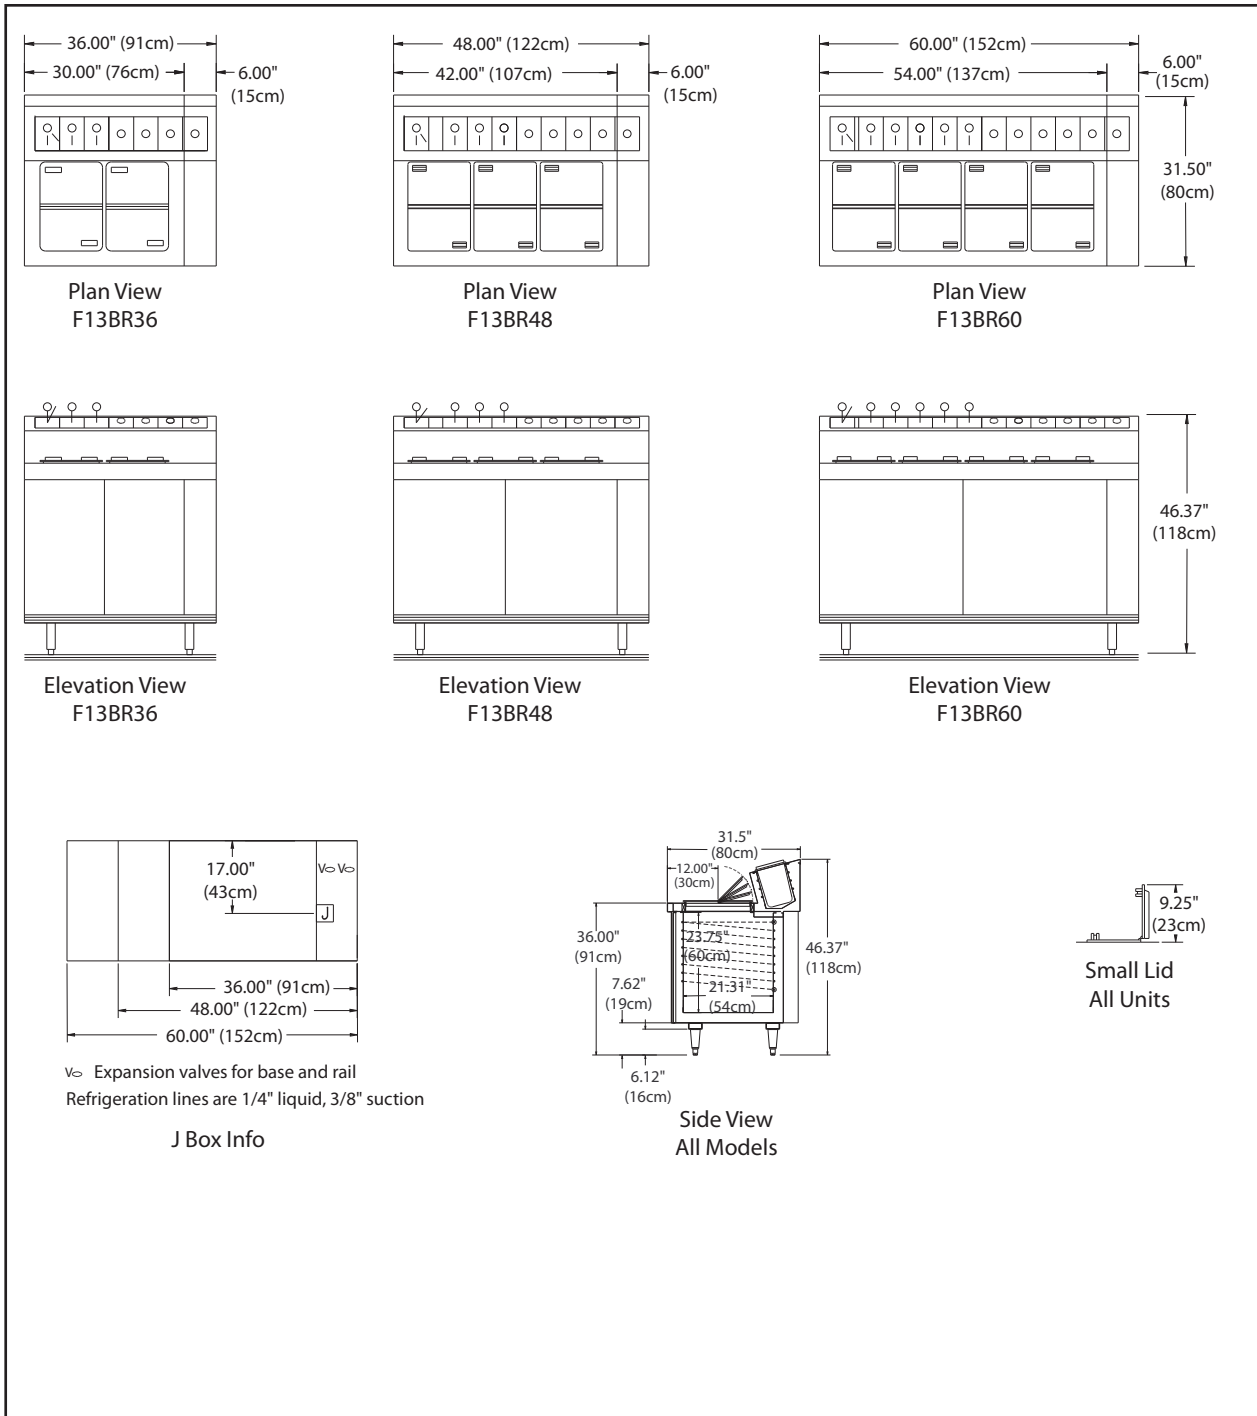 36.00" (91cm)
30.00" (76cm)
6.00"
(15cm)
48.00" (122cm)
42.00" (107cm)
6.00"
(15cm)
60.00" (152cm)
54.00" (137cm)
6.00"
(15cm)
31.50"
(80cm)
Plan View
F13BR36
Plan View
F13BR48
Plan View
F13BR60
46.37"
(118cm)
Elevation View
F13BR36
Elevation View
F13BR48
Elevation View
F13BR60
17.00"
(43cm)
V V
J
36.00" (91cm)
48.00" (122cm)
60.00" (152cm)
V Expansion valves for base and rail
Refrigeration lines are 1/4" liquid, 3/8" suction
J Box Info
31.5"
(80cm)
12.00"
(30cm)
36.00"
(91cm)
23.75"
(60cm)
46.37"
(118cm)
7.62"
(19cm)
21.31"
(54cm)
6.12"
(16cm)
Side View
All Models
9.25"
(23cm)
Small Lid
All Units